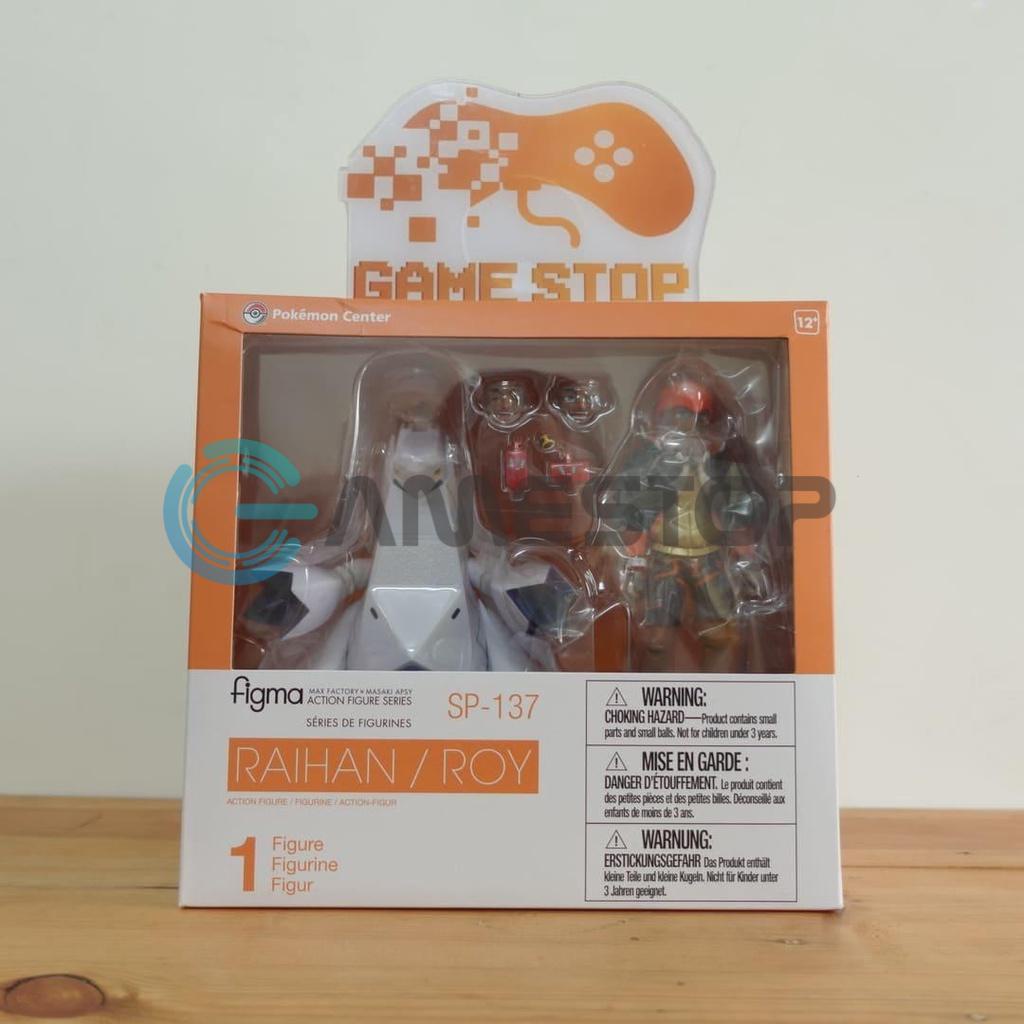 GAME STOP
Pokémon Center
12+
GAMESTOP
figma
MAX FACTORY × MASAKI APSY
ACTION FIGURE SERIES
SÉRIES DE FIGURINES
SP-137
RAIHAN / ROY
ACTION FIGURE / FIGURINE / ACTION-FIGUR
1
Figure
Figurine
Figur
WARNING:
CHOKING HAZARD—Product contains small
parts and small balls. Not for children under 3 years.
MISE EN GARDE :
DANGER D'ÉTOUFFEMENT. Le produit contient
des petites pièces et des petites billes. Déconseillé aux
enfants de moins de 3 ans.
WARNUNG:
ERSTICKUNGSGEFAHR Das Produkt enthält
kleine Teile und kleine Kugeln. Nicht für Kinder unter
3 Jahren geeignet.